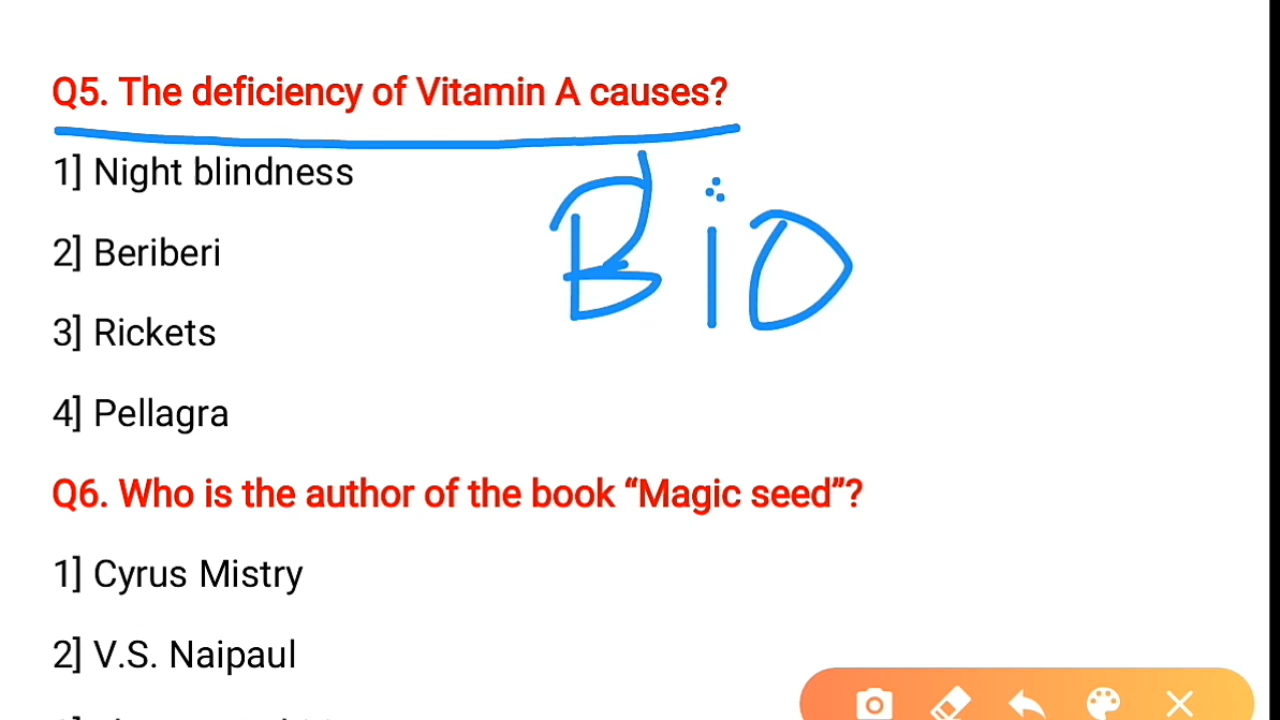 Q5. The deficiency of Vitamin A causes?
1] Night blindness
Bio
2] Beriberi
3] Rickets
4] Pellagra
Q6. Who is the author of the book “Magic seed”?
1] Cyrus Mistry
2] V.S. Naipaul